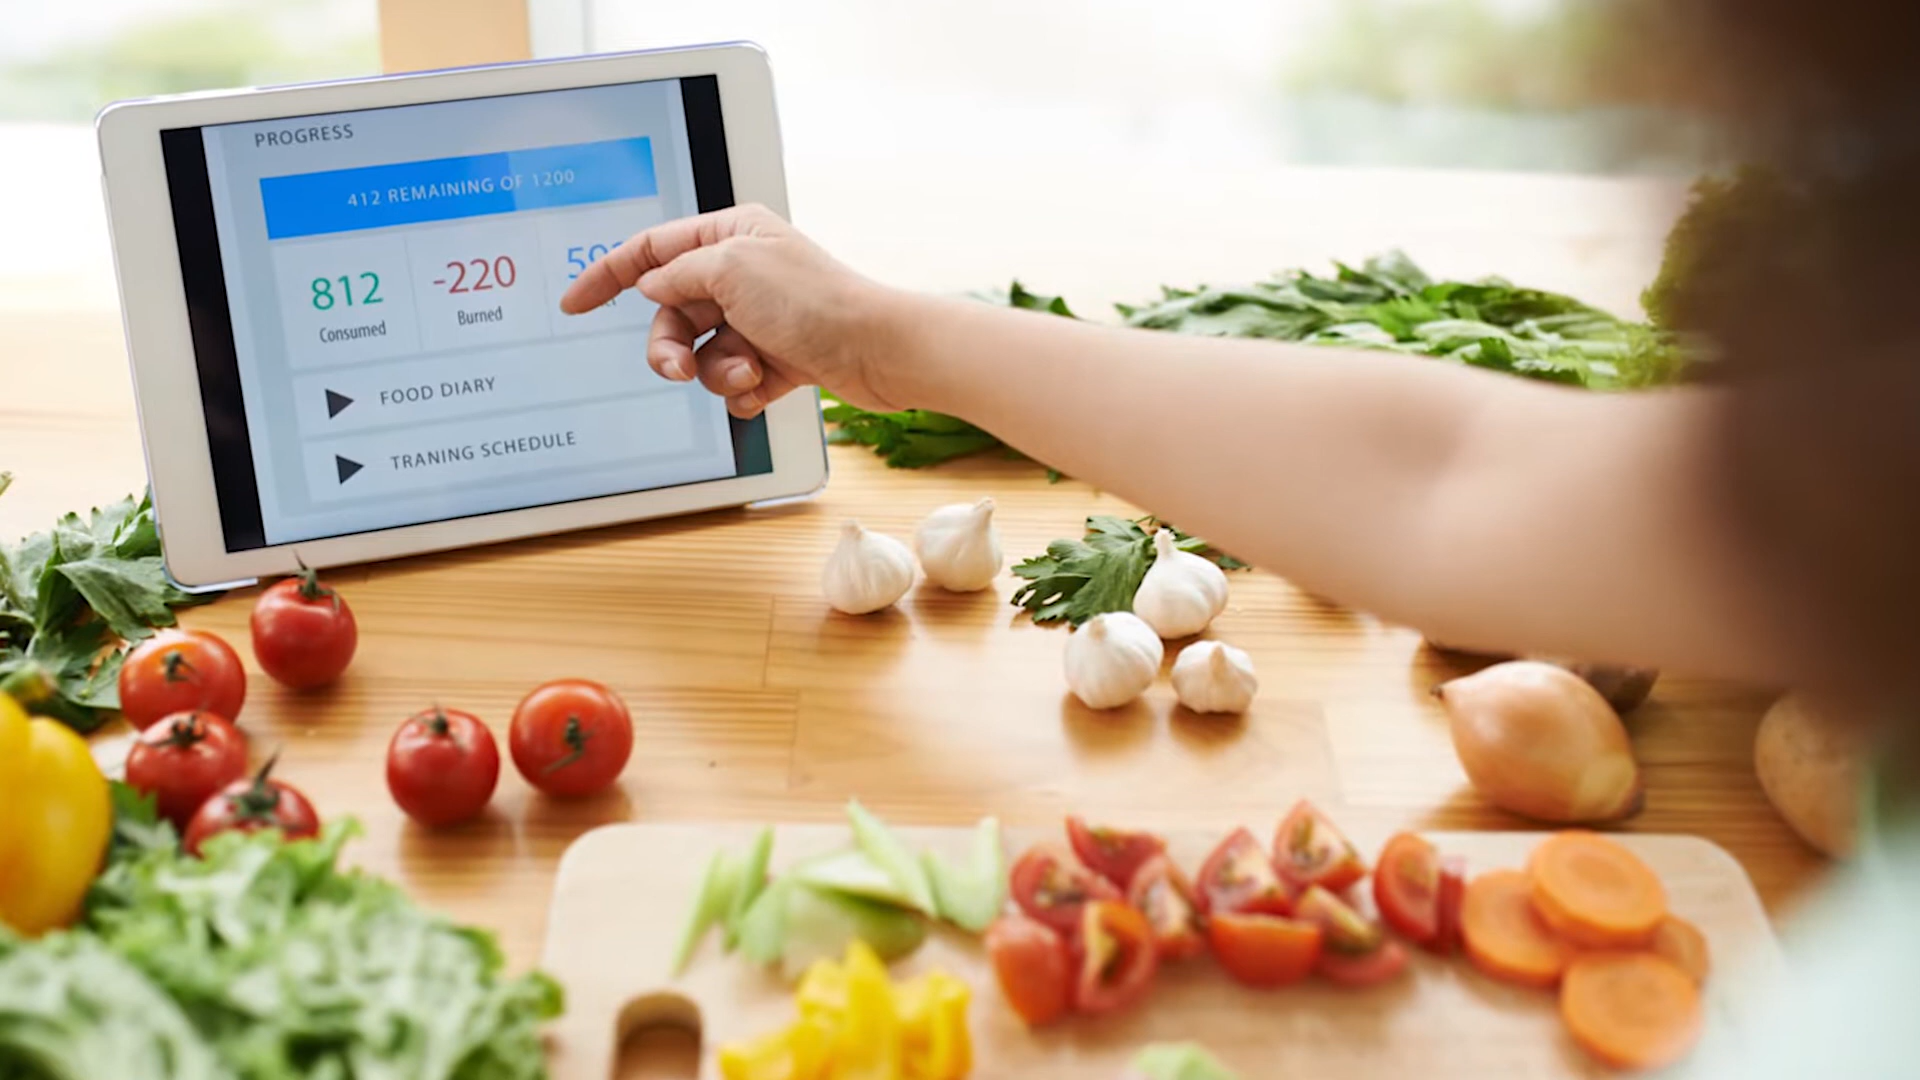 PROGRESS
412 REMAINING OF 1200
812 -220
Consumed Burned
FOOD DIARY
TRANING SCHEDULE